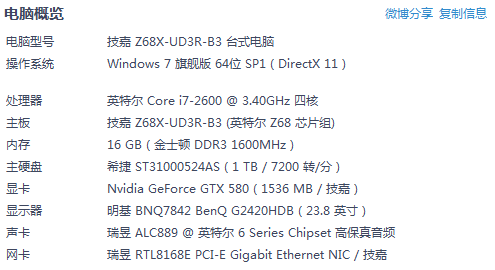 电脑概览 微博分享 复制信息
电脑型号 技嘉 Z68X-UD3R-B3 台式电脑
操作系统 Windows 7 旗舰版 64位 SP1 ( DirectX 11 )
处理器 英特尔 Core i7-2600 @ 3.40GHz 四核
主板 技嘉 Z68X-UD3R-B3 (英特尔 Z68 芯片组)
内存 16 GB ( 金士顿 DDR3 1600MHz )
主硬盘 希捷 ST31000524AS ( 1 TB / 7200 转/分 )
显卡 Nvidia GeForce GTX 580 ( 1536 MB / 技嘉 )
显示器 明基 BNQ7842 BenQ G2420HDB ( 23.8 英寸 )
声卡 瑞昱 ALC889 @ 英特尔 6 Series Chipset 高保真音频
网卡 瑞昱 RTL8168E PCI-E Gigabit Ethernet NIC / 技嘉